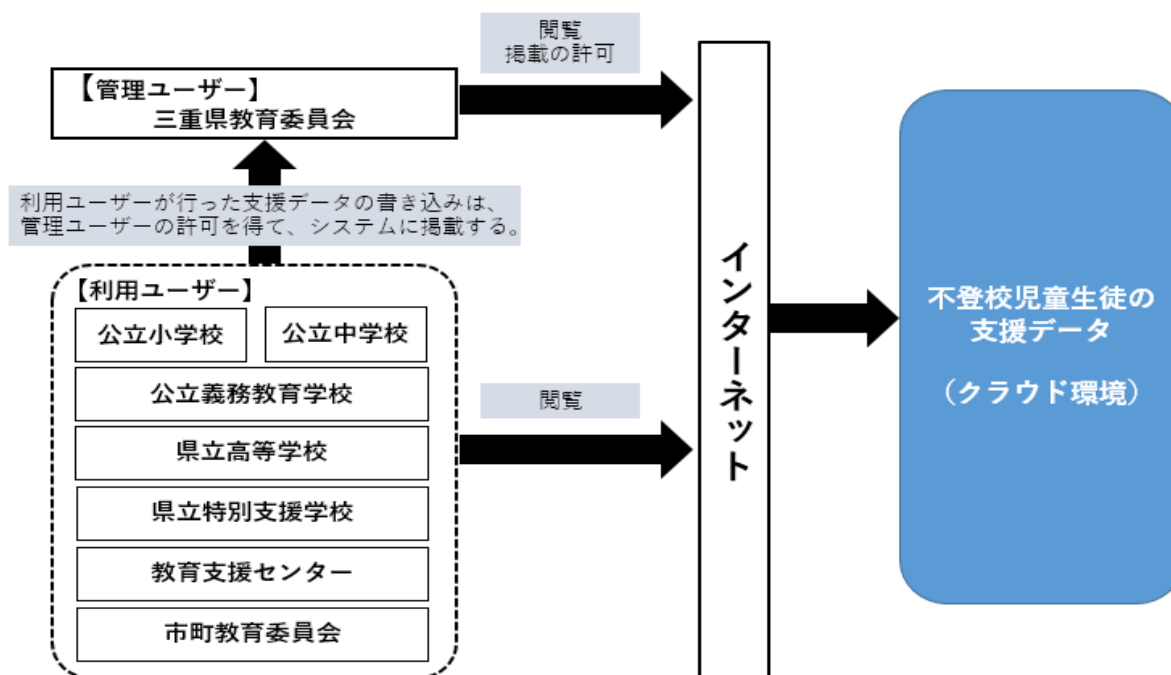 閲覧
掲載の許可
【管理ユーザー】
三重県教育委員会
利用ユーザーが行った支援データの書き込みは、
管理ユーザーの許可を得て、システムに掲載する。
【利用ユーザー】
公立小学校
公立中学校
公立義務教育学校
県立高等学校
県立特別支援学校
教育支援センター
市町教育委員会
閲覧
インターネット
不登校児童生徒の
支援データ
（クラウド環境）